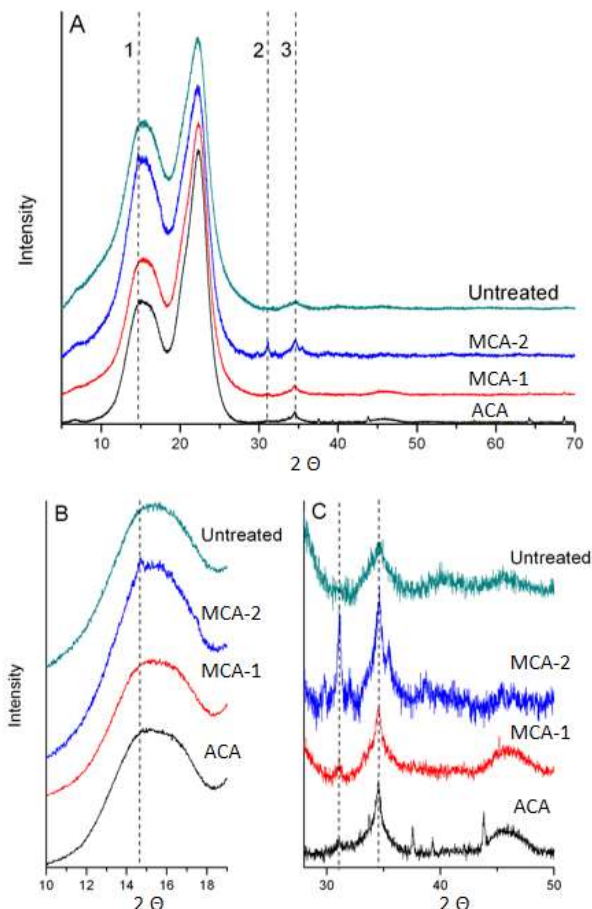 A
1
2
3
Intensity
Untreated
MCA-2
MCA-1
ACA
10
20
30
40
50
60
70
2 Θ
B
Untreated
MCA-2
MCA-1
ACA
Intensity
10
12
14
16
18
2 Θ
C
Untreated
MCA-2
MCA-1
ACA
30
40
50
2 Θ